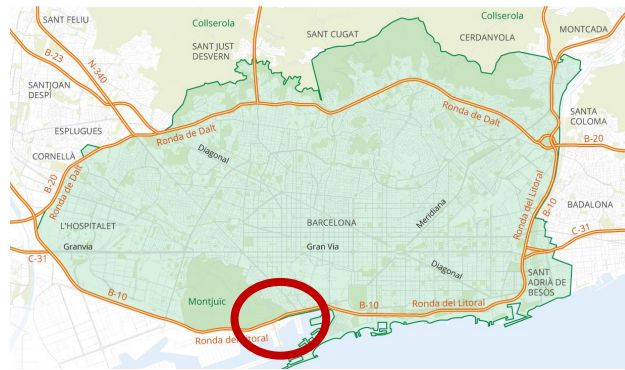 SANT FELIU
Collserola
Collserola
SANT CUGAT
CERDANYOLA
MONTCADA
B-23
N-340
SANT JUST
DESVERN
SANTJOAN
DESPÍ
ESPLUGUES
Ronda de Dalt
Ronda de Dalt
SANTA
COLOMA
B-20
CORNELLÀ
Diagonal
B-20
Ronda de Dalt
Meridiana
Ronda del Litoral
B-10
BADALONA
L'HOSPITALET
BARCELONA
C-31
Granvia
Gran Via
C-31
Diagonal
SANT
ADRIÀ DE
BESÒS
B-10
Montjuïc
B-10
Ronda del Litoral
Ronda del Litoral